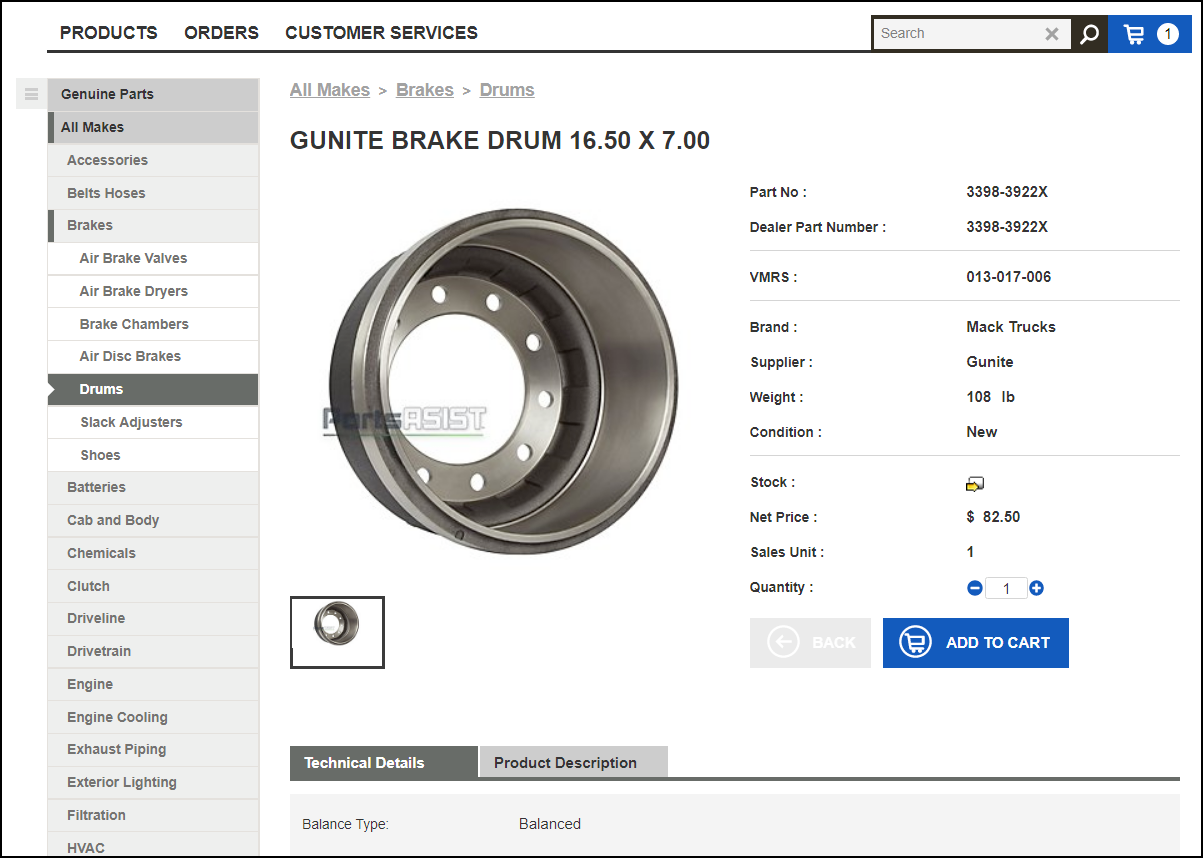 PRODUCTS ORDERS CUSTOMER SERVICES
Search
1
Genuine Parts
All Makes
Accessories
Belts Hoses
Brakes
Air Brake Valves
Air Brake Dryers
Brake Chambers
Air Disc Brakes
Drums
Slack Adjusters
Shoes
Batteries
Cab and Body
Chemicals
Clutch
Driveline
Drivetrain
Engine
Engine Cooling
Exhaust Piping
Exterior Lighting
Filtration
HVAC
All Makes > Brakes > Drums
GUNITE BRAKE DRUM 16.50 X 7.00
PartsASIST
Part No : 3398-3922X
Dealer Part Number : 3398-3922X
VMRS : 013-017-006
Brand : Mack Trucks
Supplier : Gunite
Weight : 108 lb
Condition : New
Stock :
Net Price : $ 82.50
Sales Unit : 1
Quantity : 1
BACK ADD TO CART
Technical Details Product Description
Balance Type: Balanced